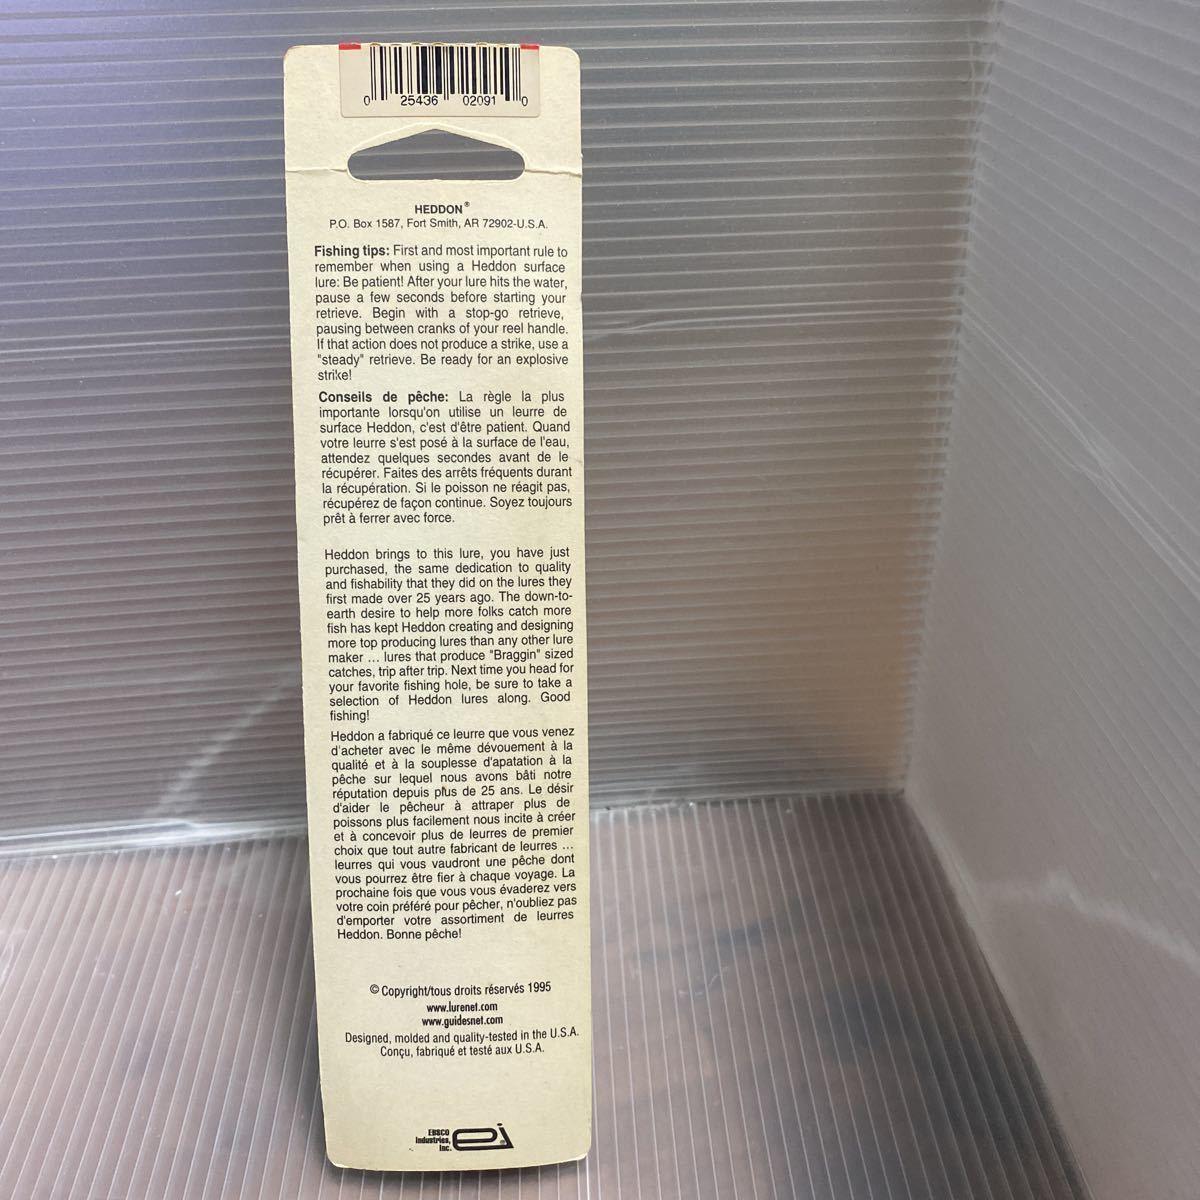 0 25436 02091 0
HEDDON®
P.O. Box 1587, Fort Smith, AR 72902-U.S.A.
Fishing tips: First and most important rule to
remember when using a Heddon surface
lure: Be patient! After your lure hits the water,
pause a few seconds before starting your
retrieve. Begin with a stop-go retrieve,
pausing between cranks of your reel handle.
If that action does not produce a strike, use a
"steady" retrieve. Be ready for an explosive
strike!
Conseils de pêche: La règle la plus
importante lorsqu'on utilise un leurre de
surface Heddon, c'est d'être patient. Quand
votre leurre s'est posé à la surface de l'eau,
attendez quelques secondes avant de le
récupérer. Faites des arrêts fréquents durant
la récupération. Si le poisson ne réagit pas,
récupérez de façon continue. Soyez toujours
prêt à ferrer avec force.
Heddon brings to this lure, you have just
purchased, the same dedication to quality
and fishability that they did on the lures they
first made over 25 years ago. The down-to-
earth desire to help more folks catch more
fish has kept Heddon creating and designing
more top producing lures than any other lure
maker ... lures that produce "Braggin" sized
catches, trip after trip. Next time you head for
your favorite fishing hole, be sure to take a
selection of Heddon lures along. Good
fishing!
Heddon a fabriqué ce leurre que vous venez
d'acheter avec le même dévouement à la
qualité et à la souplesse d'apatation à la
pêche sur lequel nous avons bâti notre
réputation depuis plus de 25 ans. Le désir
d'aider le pêcheur à attraper plus de
poissons plus facilement nous incite à créer
et à concevoir plus de leurres de premier
choix que tout autre fabricant de leurres ...
leurres qui vous vaudront une pêche dont
vous pourrez être fier à chaque voyage. La
prochaine fois que vous vous évaderez vers
votre coin préféré pour pêcher, n'oubliez pas
d'emporter votre assortiment de leurres
Heddon. Bonne pêche!
© Copyright/tous droits réservés 1995
www.lurenet.com
www.guidesnet.com
Designed, molded and quality-tested in the U.S.A.
Conçu, fabriqué et testé aux U.S.A.
EBSCO
Industries,
Inc.
ei